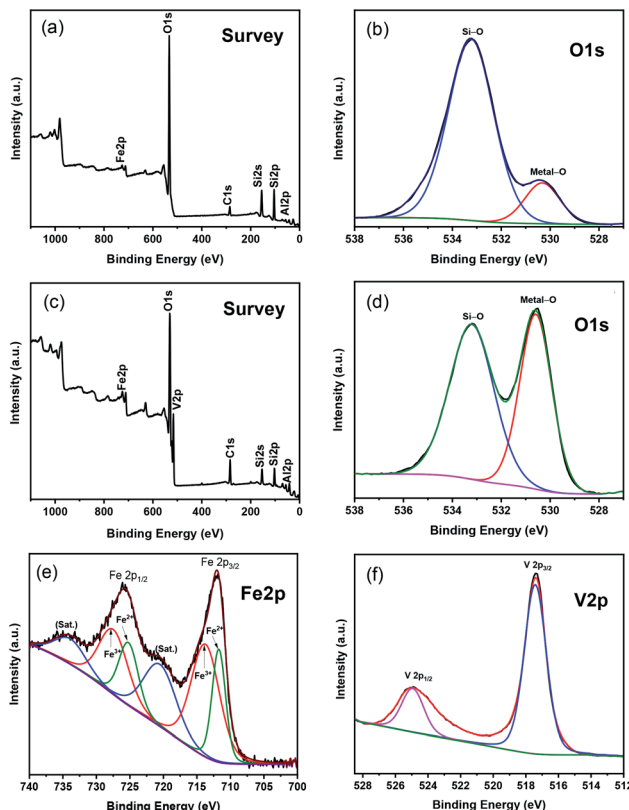 (a)
Survey
O1s
Fe2p
C1s
Si2s
Si2p
Al2p
Intensity (a.u.)
1000 800 600 400 200 0
Binding Energy (eV)
(b)
Si–O
O1s
Metal–O
Intensity (a.u.)
538 536 534 532 530 528
Binding Energy (eV)
(c)
Survey
O1s
V2p
Fe2p
C1s
Si2s
Si2p
Al2p
Intensity (a.u.)
1000 800 600 400 200 0
Binding Energy (eV)
(d)
Si–O
Metal–O
O1s
Intensity (a.u.)
538 536 534 532 530 528
Binding Energy (eV)
(e)
Fe 2p1/2
Fe 2p3/2
Fe2p
(Sat.)
Fe2+
(Sat.)
Fe2+
Fe3+
Fe3+
Intensity (a.u.)
740 735 730 725 720 715 710 705 700
Binding Energy (eV)
(f)
V 2p3/2
V2p
V 2p1/2
Intensity (a.u.)
528 526 524 522 520 518 516 514 512
Binding Energy (eV)